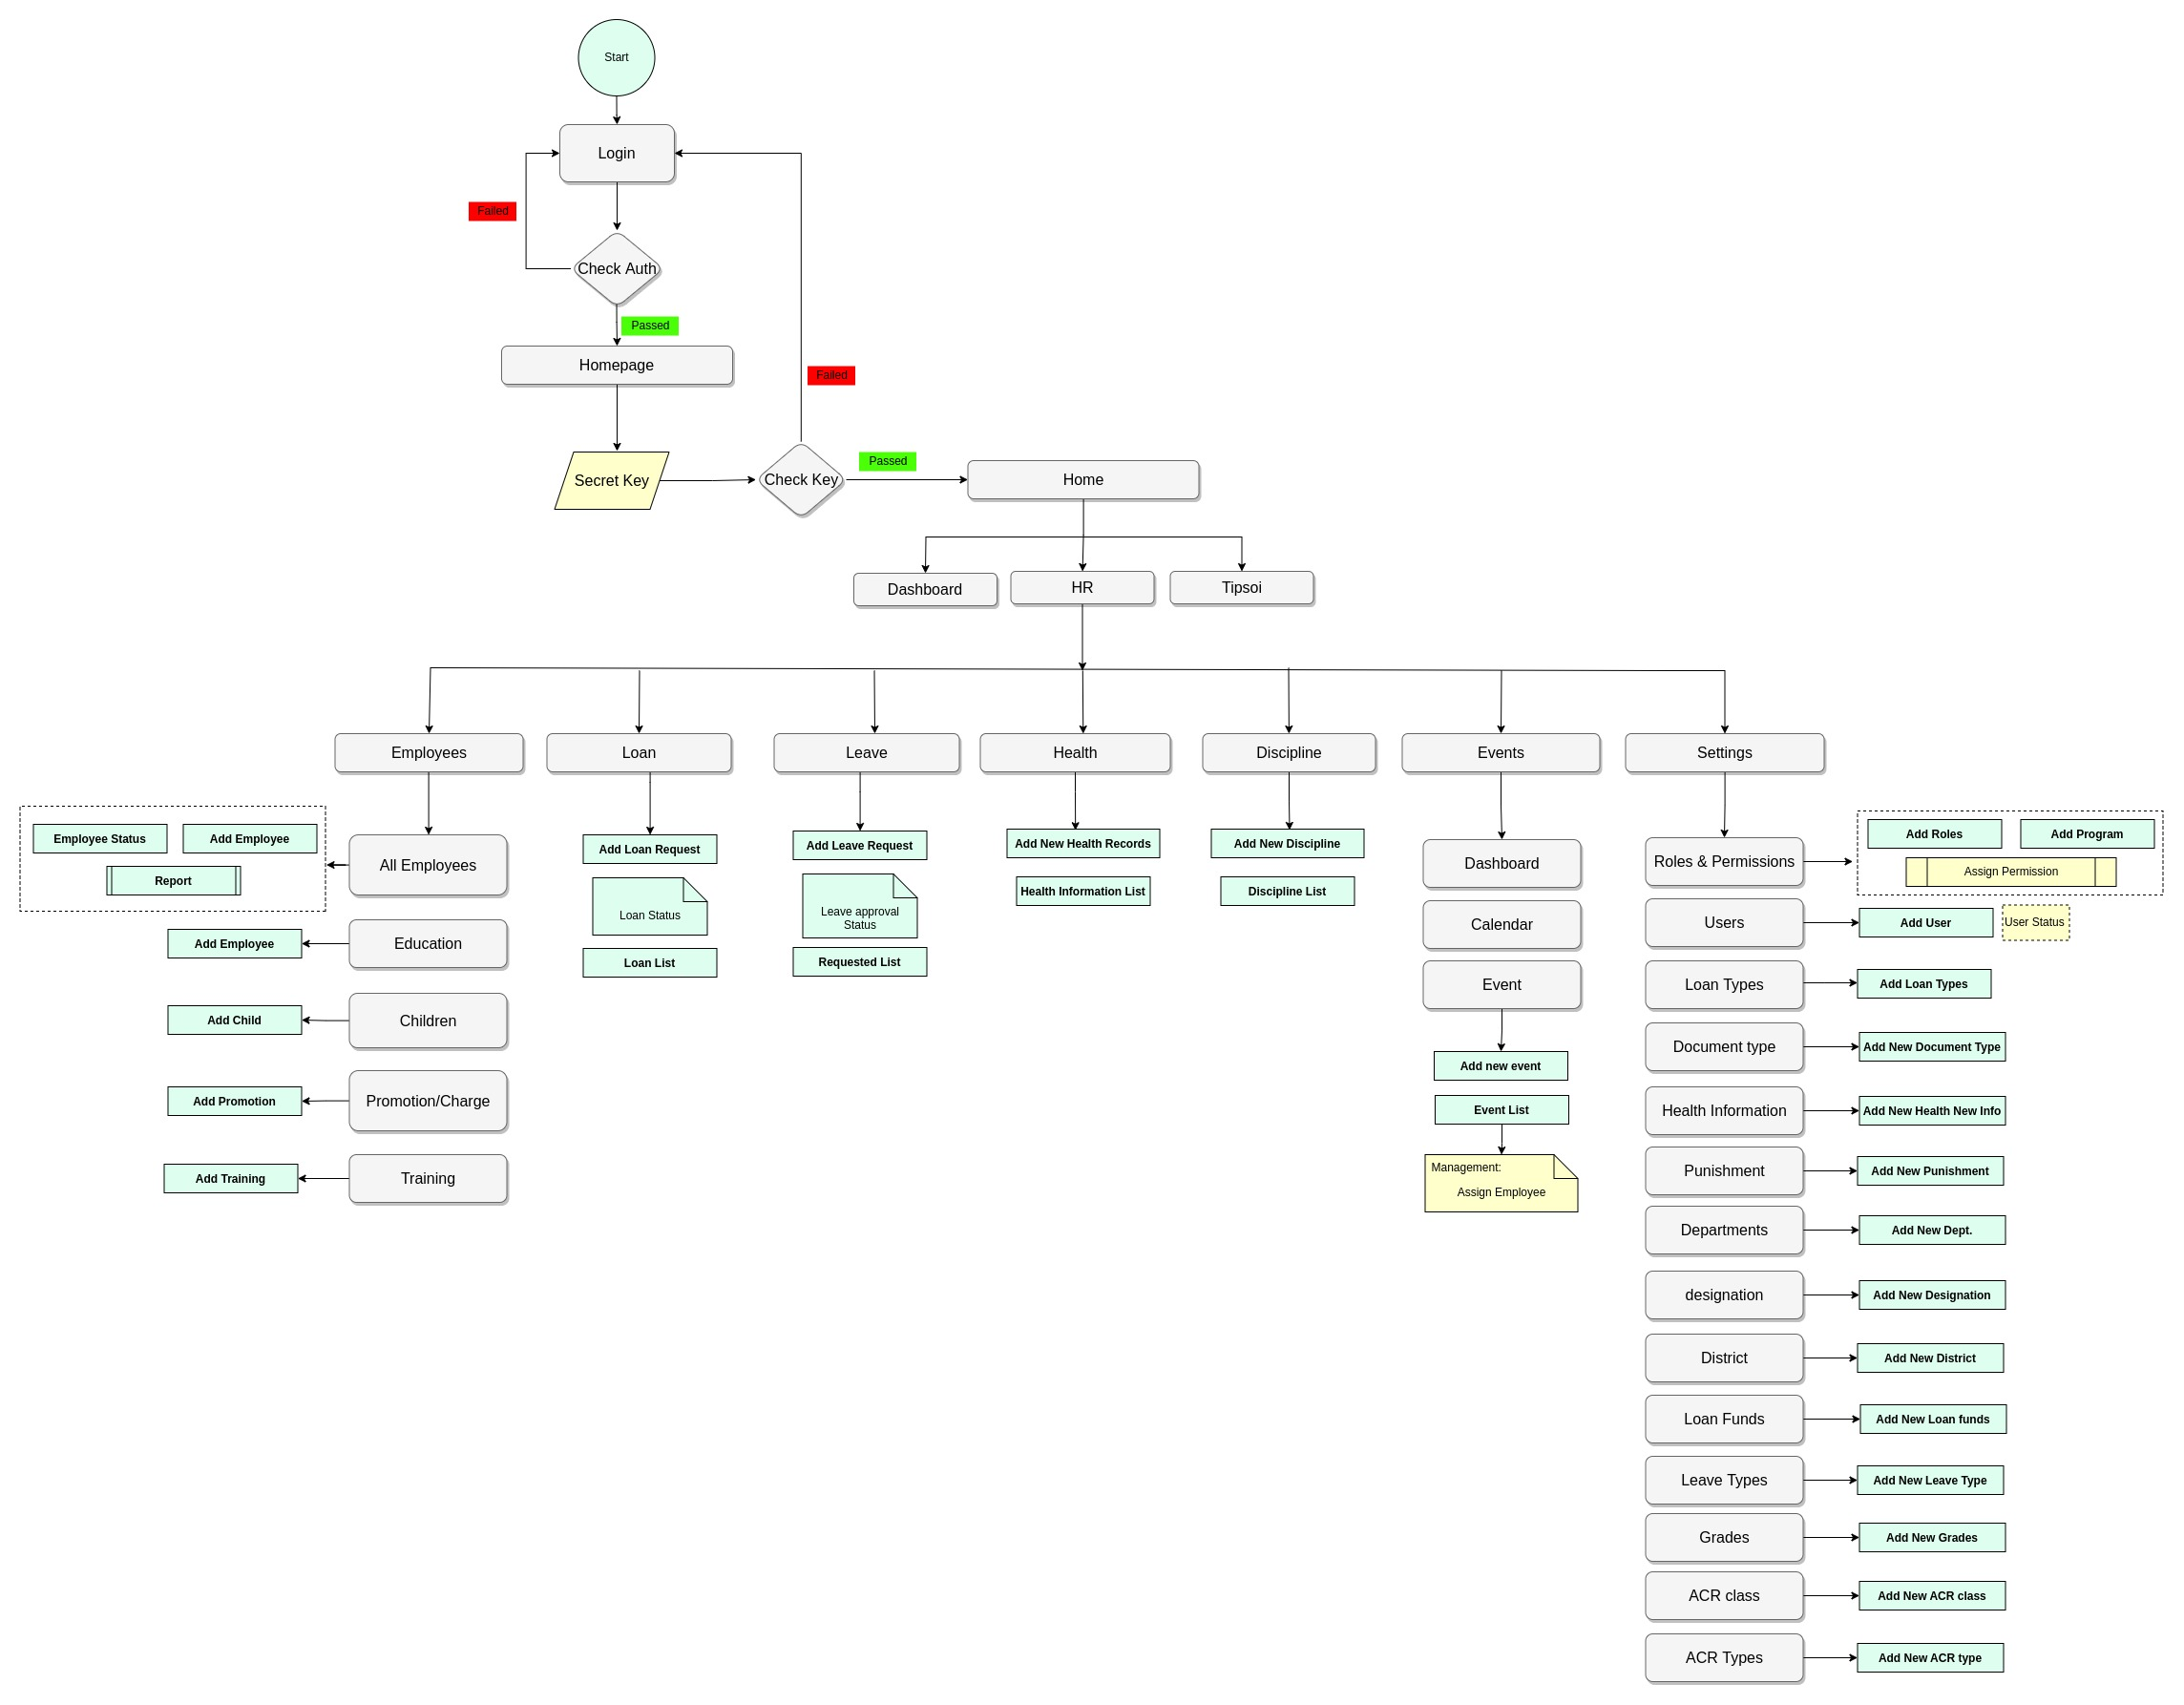 Start
Login
Failed
Check Auth
Passed
Homepage
Failed
Secret Key
Check Key
Passed
Home
Dashboard
HR
Tipsoi
Employees
Loan
Leave
Health
Discipline
Events
Settings
Employee Status
Add Employee
Report
All Employees
Add Employee
Education
Add Child
Children
Add Promotion
Promotion/Charge
Add Training
Training
Add Loan Request
Loan Status
Loan List
Add Leave Request
Leave approval
Status
Requested List
Add New Health Records
Health Information List
Add New Discipline
Discipline List
Dashboard
Calendar
Event
Add new event
Event List
Management:
Assign Employee
Roles & Permissions
Add Roles
Add Program
Assign Permission
Users
Add User
User Status
Loan Types
Add Loan Types
Document type
Add New Document Type
Health Information
Add New Health New Info
Punishment
Add New Punishment
Departments
Add New Dept.
designation
Add New Designation
District
Add New District
Loan Funds
Add New Loan funds
Leave Types
Add New Leave Type
Grades
Add New Grades
ACR class
Add New ACR class
ACR Types
Add New ACR type